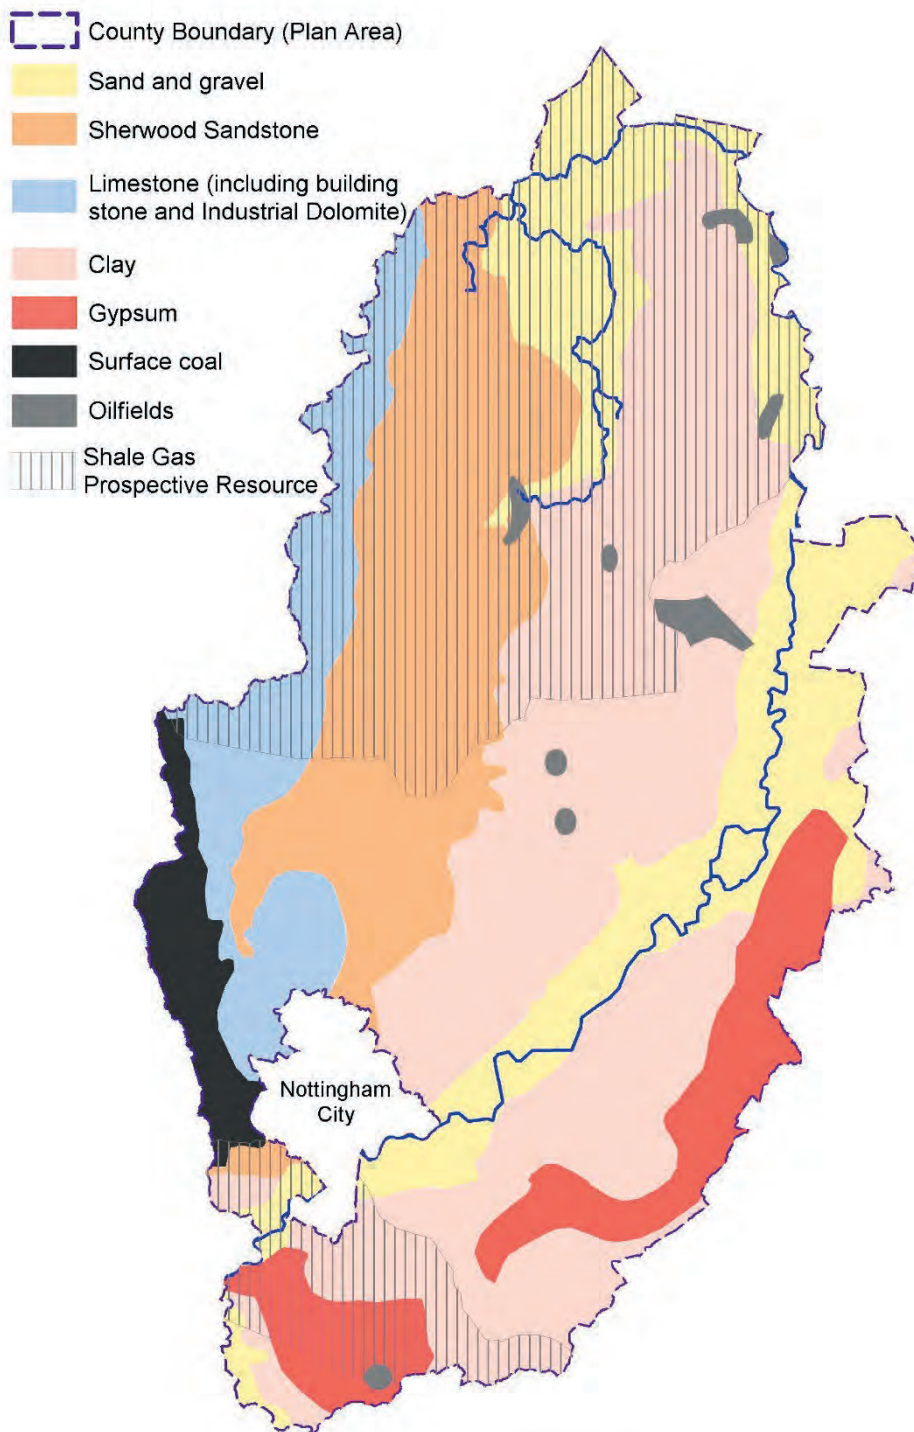 County Boundary (Plan Area)
Sand and gravel
Sherwood Sandstone
Limestone (including building
stone and Industrial Dolomite)
Clay
Gypsum
Surface coal
Oilfields
Shale Gas
Prospective Resource
Nottingham
City